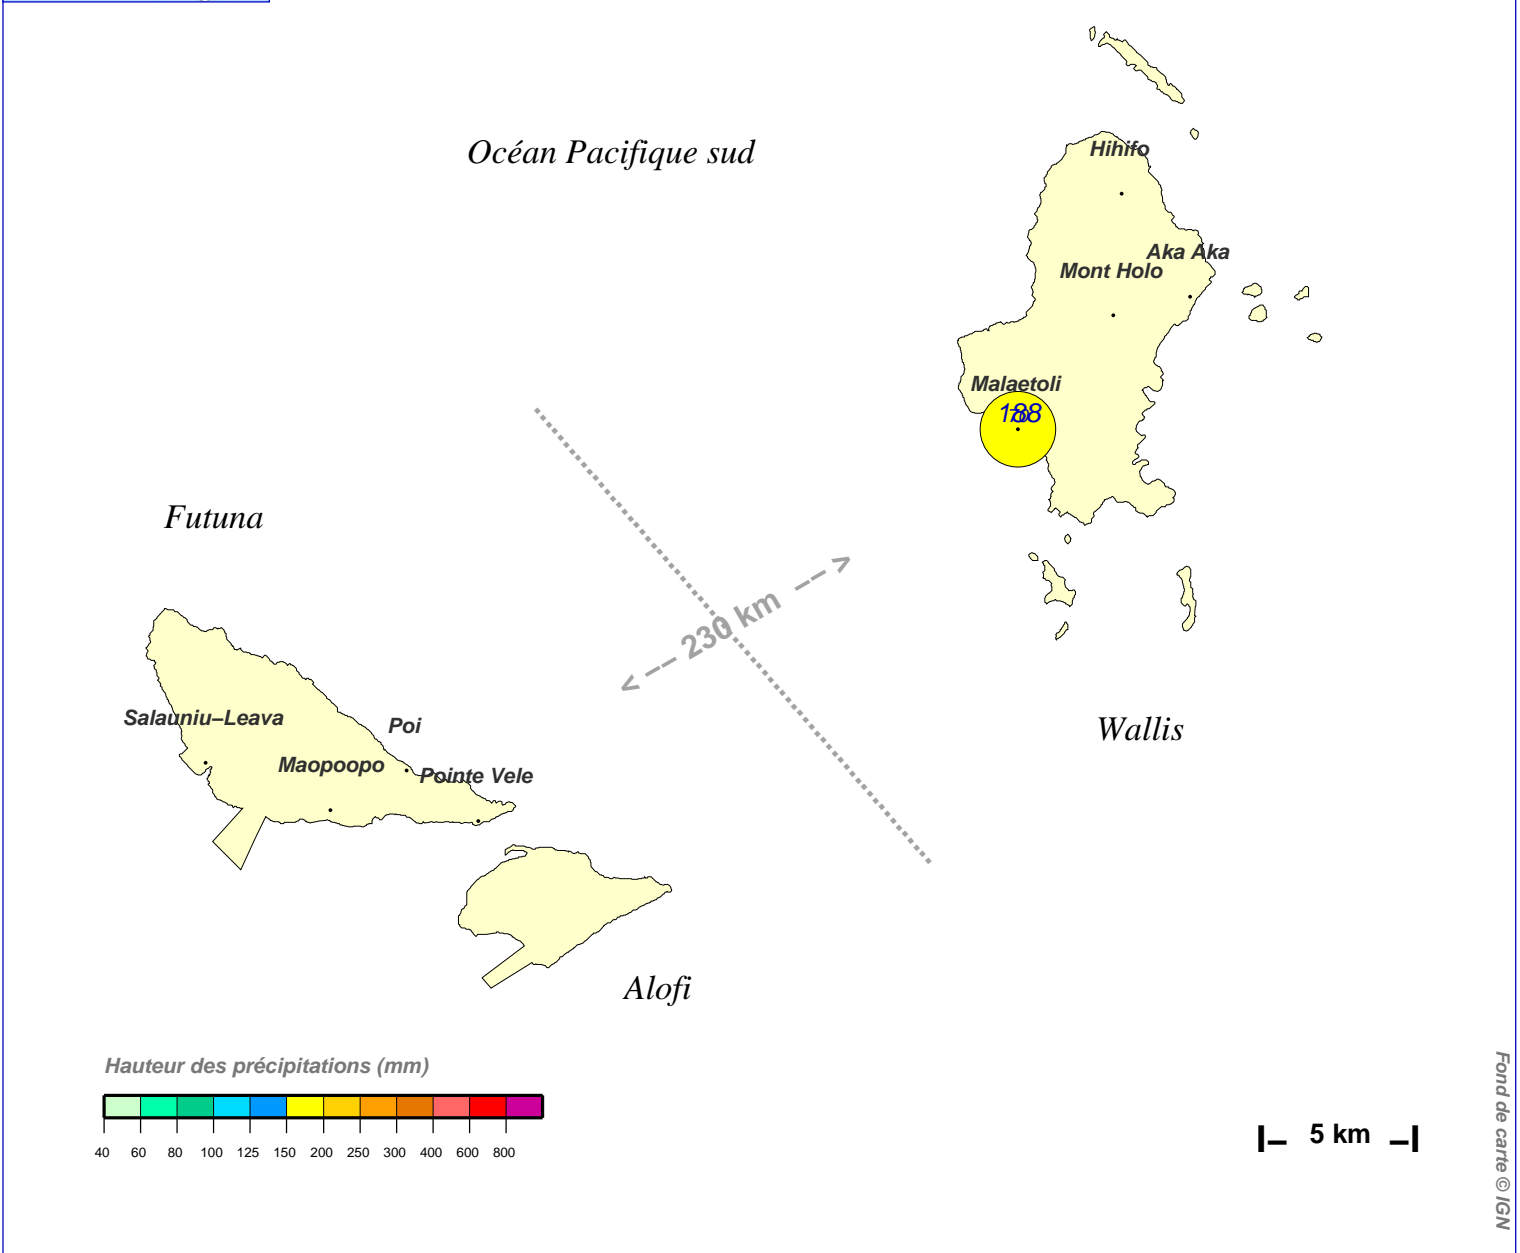 Océan Pacifique sud
Hihifo
Aka Aka
Mont Holo
Malaetoli
Futuna
<– – 230 km – –>
Salauniu–Leava
Poi
Maopoopo
Pointe Vele
Wallis
Alofi
Hauteur des précipitations (mm)
40 60 80 100 125 150 200 250 300 400 600 800
5 km
Fond de carte © IGN